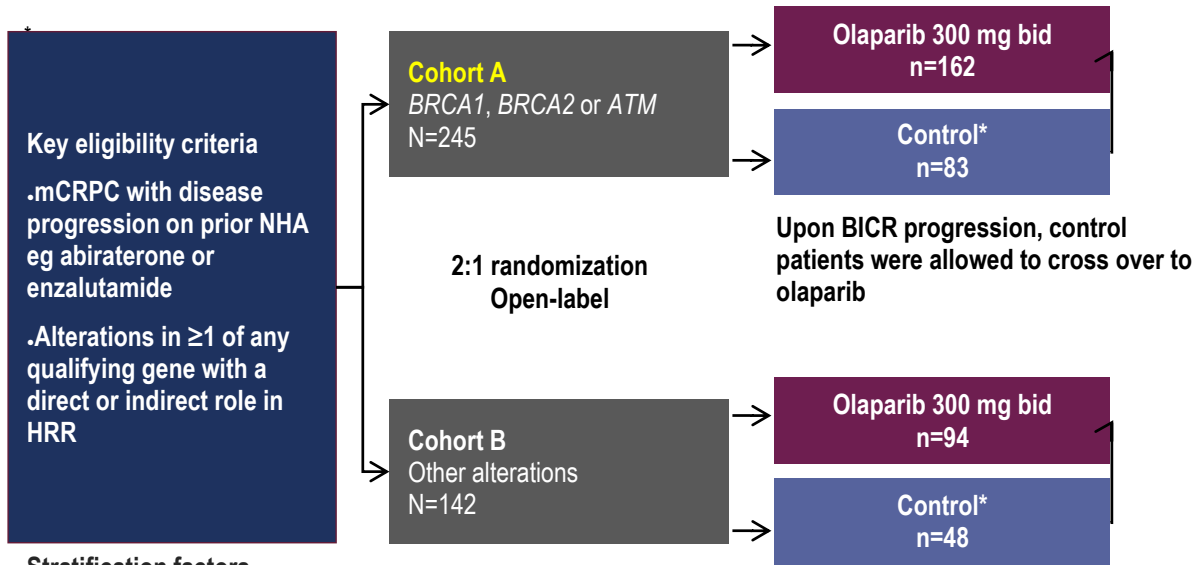 *
Key eligibility criteria
.mCRPC with disease
progression on prior NHA
eg abiraterone or
enzalutamide
.Alterations in ≥1 of any
qualifying gene with a
direct or indirect role in
HRR
Cohort A
BRCA1, BRCA2 or ATM
N=245
2:1 randomization
Open-label
Cohort B
Other alterations
N=142
Olaparib 300 mg bid
n=162
Control*
n=83
Upon BICR progression, control
patients were allowed to cross over to
olaparib
Olaparib 300 mg bid
n=94
Control*
n=48
Stratification factors